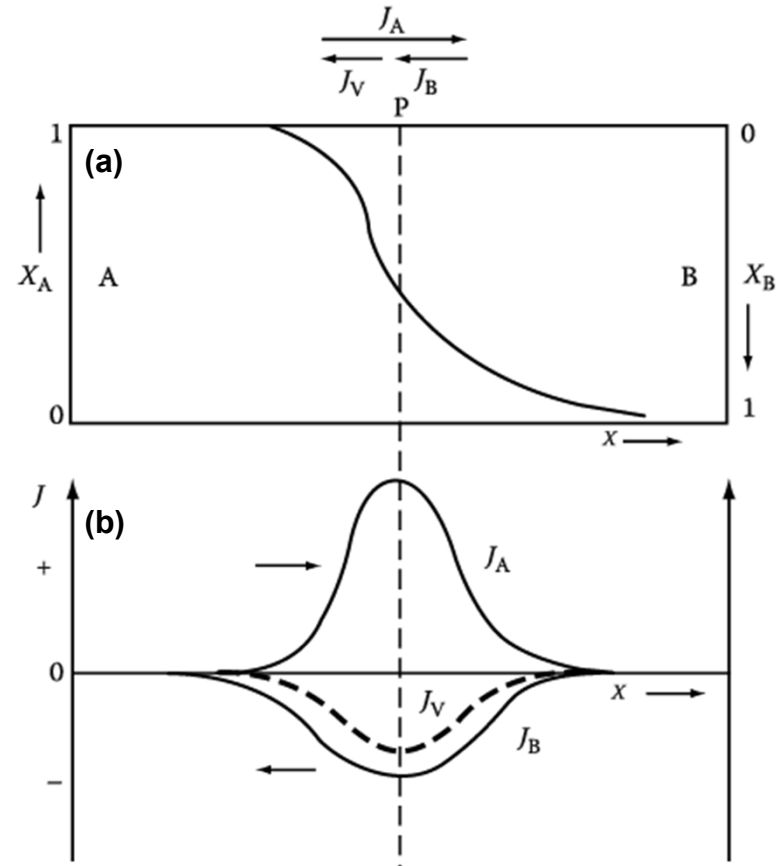 J_A
J_V J_B
P
1 0
(a)
X_A A B X_B
0 1
x
J (b)
+ J_A
0
J_V x
J_B
−